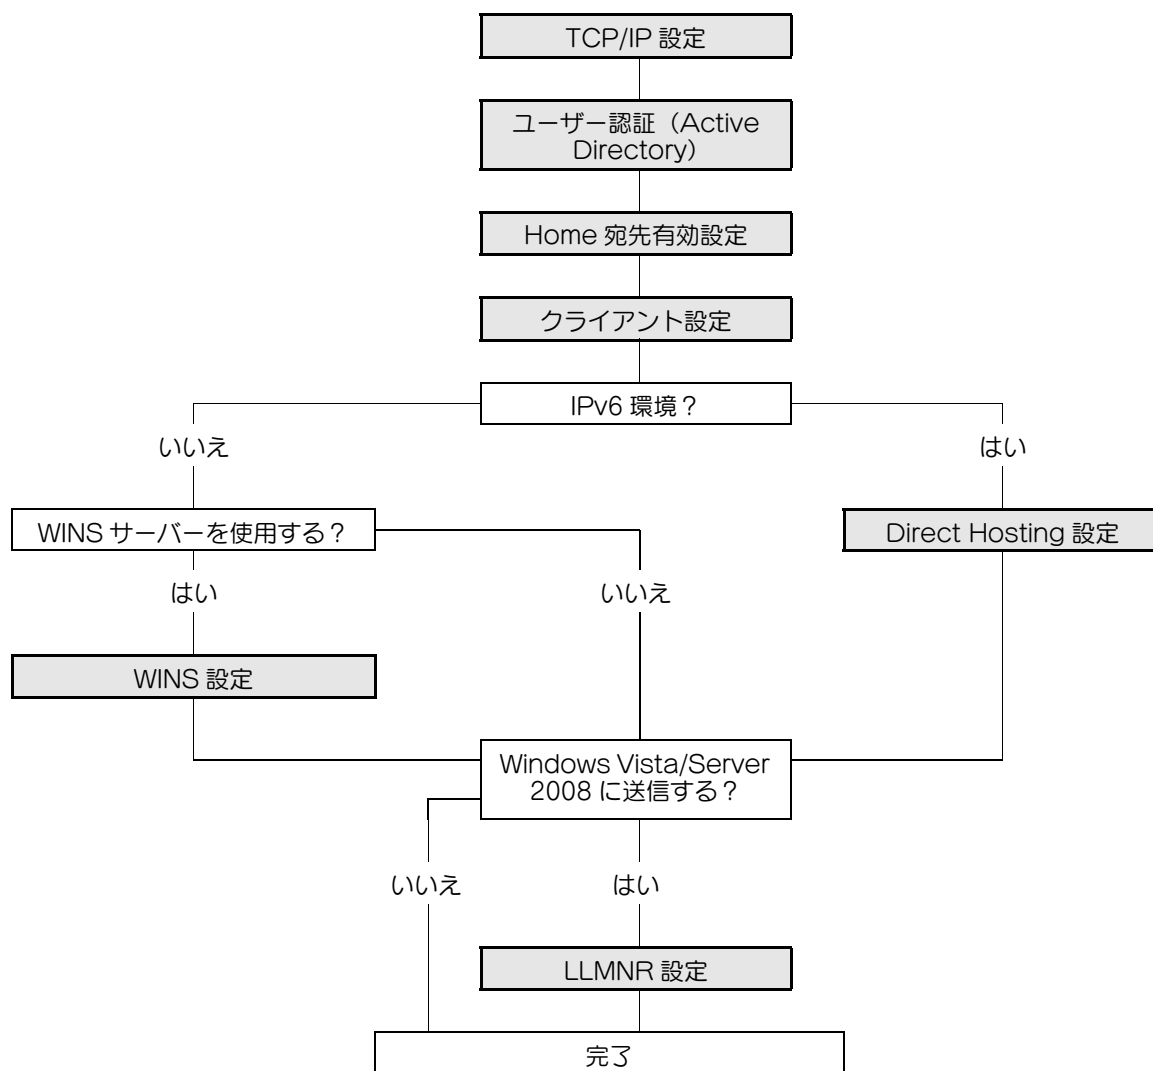 TCP/IP 設定
ユーザー認証（Active
Directory）
Home 宛先有効設定
クライアント設定
IPv6 環境？
いいえ
はい
WINS サーバーを使用する？
Direct Hosting 設定
はい
いいえ
WINS 設定
Windows Vista/Server
2008 に送信する？
いいえ
はい
LLMNR 設定
完了